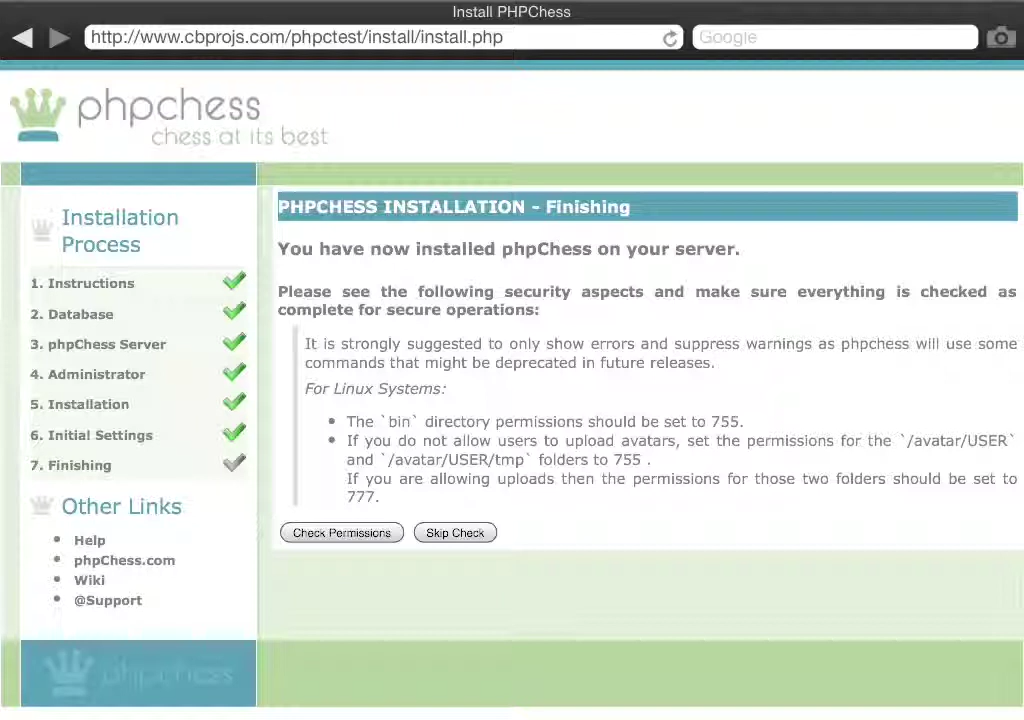 Install PHPChess
http://www.cbprojs.com/phpctest/install/install.php
Google
phpchess
chess at its best
Installation
Process
1. Instructions
2. Database
3. phpChess Server
4. Administrator
5. Installation
6. Initial Settings
7. Finishing
Other Links
Help
phpChess.com
Wiki
@Support
phpchess
PHPCHESS INSTALLATION - Finishing
You have now installed phpChess on your server.
Please see the following security aspects and make sure everything is checked as
complete for secure operations:
It is strongly suggested to only show errors and suppress warnings as phpchess will use some
commands that might be deprecated in future releases.
For Linux Systems:
The `bin` directory permissions should be set to 755.
If you do not allow users to upload avatars, set the permissions for the `/avatar/USER`
and `/avatar/USER/tmp` folders to 755 .
If you are allowing uploads then the permissions for those two folders should be set to
777.
Check Permissions
Skip Check